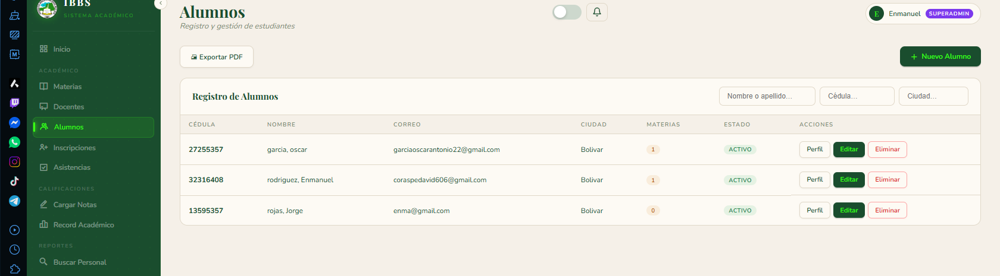 IBBS
SISTEMA ACADÉMICO
Inicio
ACADÉMICO
Materias
Docentes
Alumnos
Inscripciones
Asistencias
CALIFICACIONES
Cargar Notas
Record Académico
REPORTES
Buscar Personal
Alumnos
Registro y gestión de estudiantes
E Enmanuel SUPERADMIN
Exportar PDF
+ Nuevo Alumno
Registro de Alumnos
Nombre o apellido... Cédula... Ciudad...
CÉDULA NOMBRE CORREO CIUDAD MATERIAS ESTADO ACCIONES
27255357 garcia, oscar garciaoscarantonio22@gmail.com Bolivar 1 ACTIVO Perfil Editar Eliminar
32316408 rodriguez, Enmanuel coraspedavid606@gmail.com Bolivar 1 ACTIVO Perfil Editar Eliminar
13595357 rojas, Jorge enma@gmail.com Bolivar 0 ACTIVO Perfil Editar Eliminar